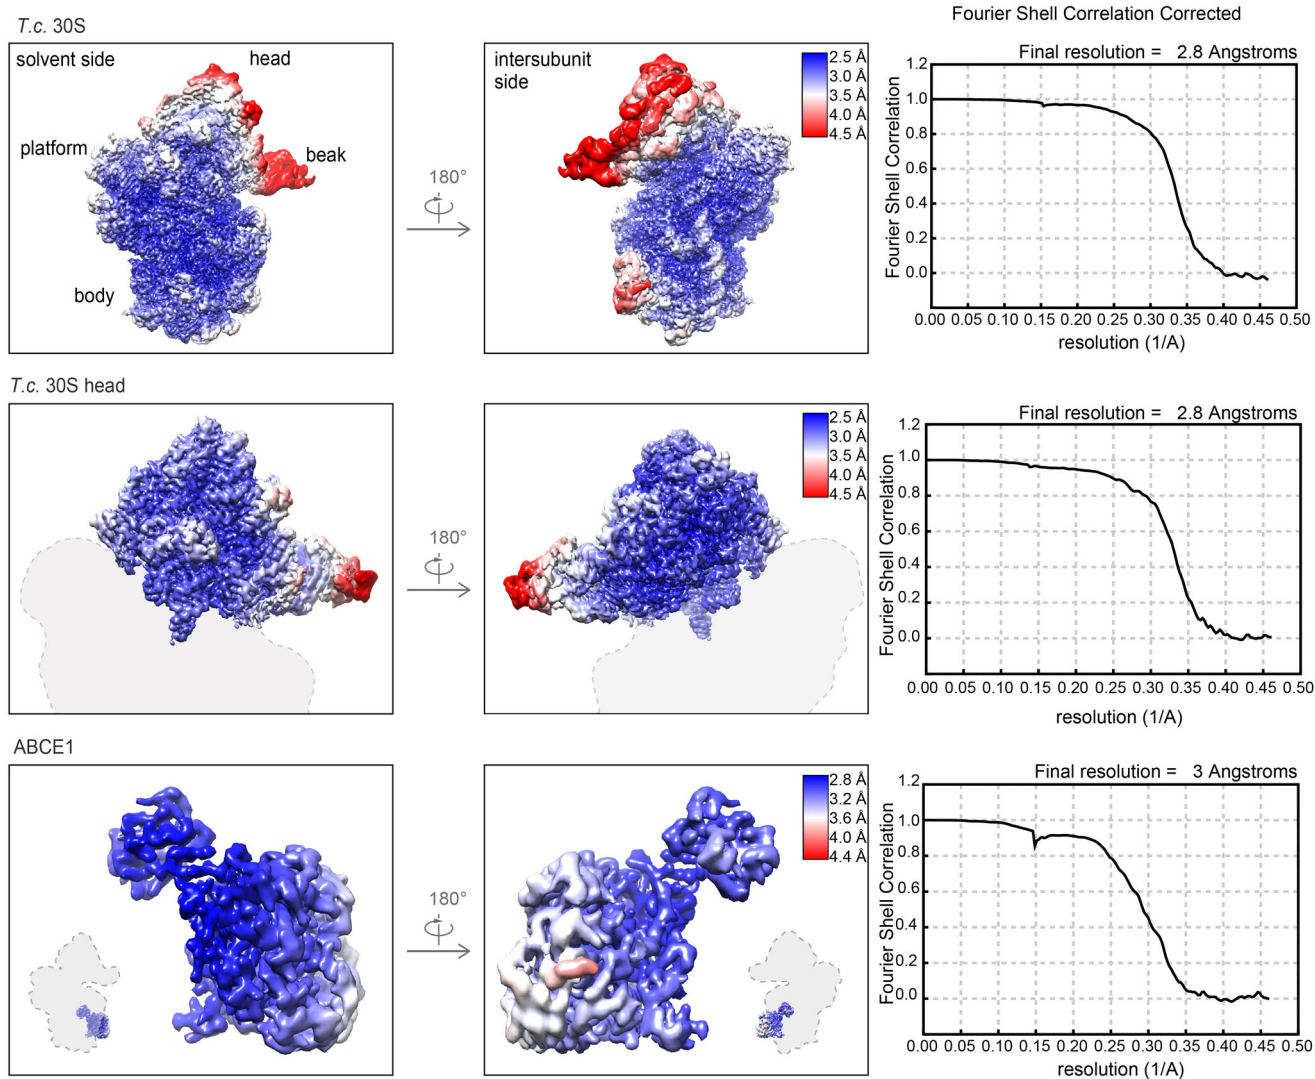 T.c. 30S
solvent side
head
platform
beak
body
180°
intersubunit
side
2.5 Å
3.0 Å
3.5 Å
4.0 Å
4.5 Å
Fourier Shell Correlation Corrected
Final resolution = 2.8 Angstroms
Fourier Shell Correlation
1.2
1.0
0.8
0.6
0.4
0.2
0.0
0.00 0.05 0.10 0.15 0.20 0.25 0.30 0.35 0.40 0.45 0.50
resolution (1/A)
T.c. 30S head
180°
2.5 Å
3.0 Å
3.5 Å
4.0 Å
4.5 Å
Final resolution = 2.8 Angstroms
Fourier Shell Correlation
1.2
1.0
0.8
0.6
0.4
0.2
0.0
0.00 0.05 0.10 0.15 0.20 0.25 0.30 0.35 0.40 0.45 0.50
resolution (1/A)
ABCE1
180°
2.8 Å
3.2 Å
3.6 Å
4.0 Å
4.4 Å
Final resolution = 3 Angstroms
Fourier Shell Correlation
1.2
1.0
0.8
0.6
0.4
0.2
0.0
0.00 0.05 0.10 0.15 0.20 0.25 0.30 0.35 0.40 0.45 0.50
resolution (1/A)